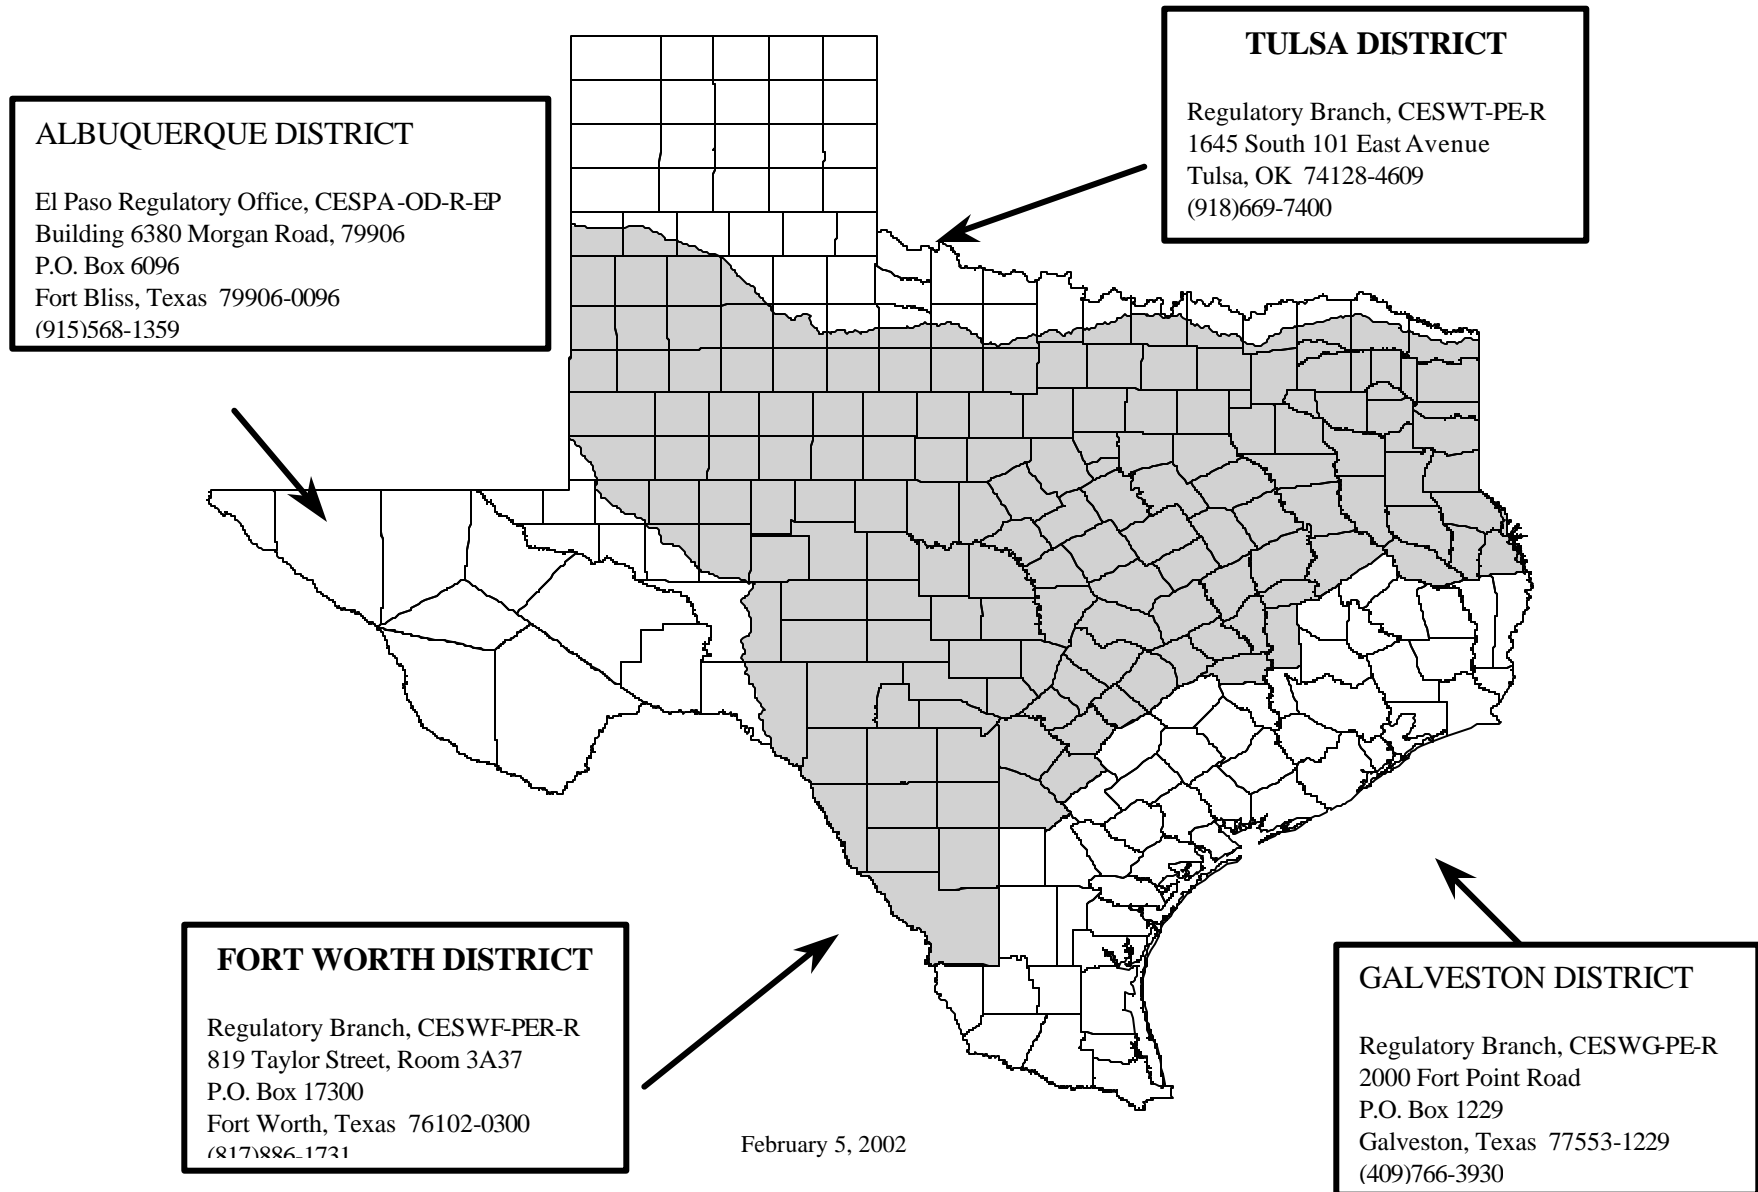 TULSA DISTRICT
Regulatory Branch, CESWT-PE-R
1645 South 101 East Avenue
Tulsa, OK 74128-4609
(918)669-7400
ALBUQUERQUE DISTRICT
El Paso Regulatory Office, CESPA-OD-R-EP
Building 6380 Morgan Road, 79906
P.O. Box 6096
Fort Bliss, Texas 79906-0096
(915)568-1359
FORT WORTH DISTRICT
Regulatory Branch, CESWF-PER-R
819 Taylor Street, Room 3A37
P.O. Box 17300
Fort Worth, Texas 76102-0300
(817)886-1731
February 5, 2002
GALVESTON DISTRICT
Regulatory Branch, CESWG-PE-R
2000 Fort Point Road
P.O. Box 1229
Galveston, Texas 77553-1229
(409)766-3930